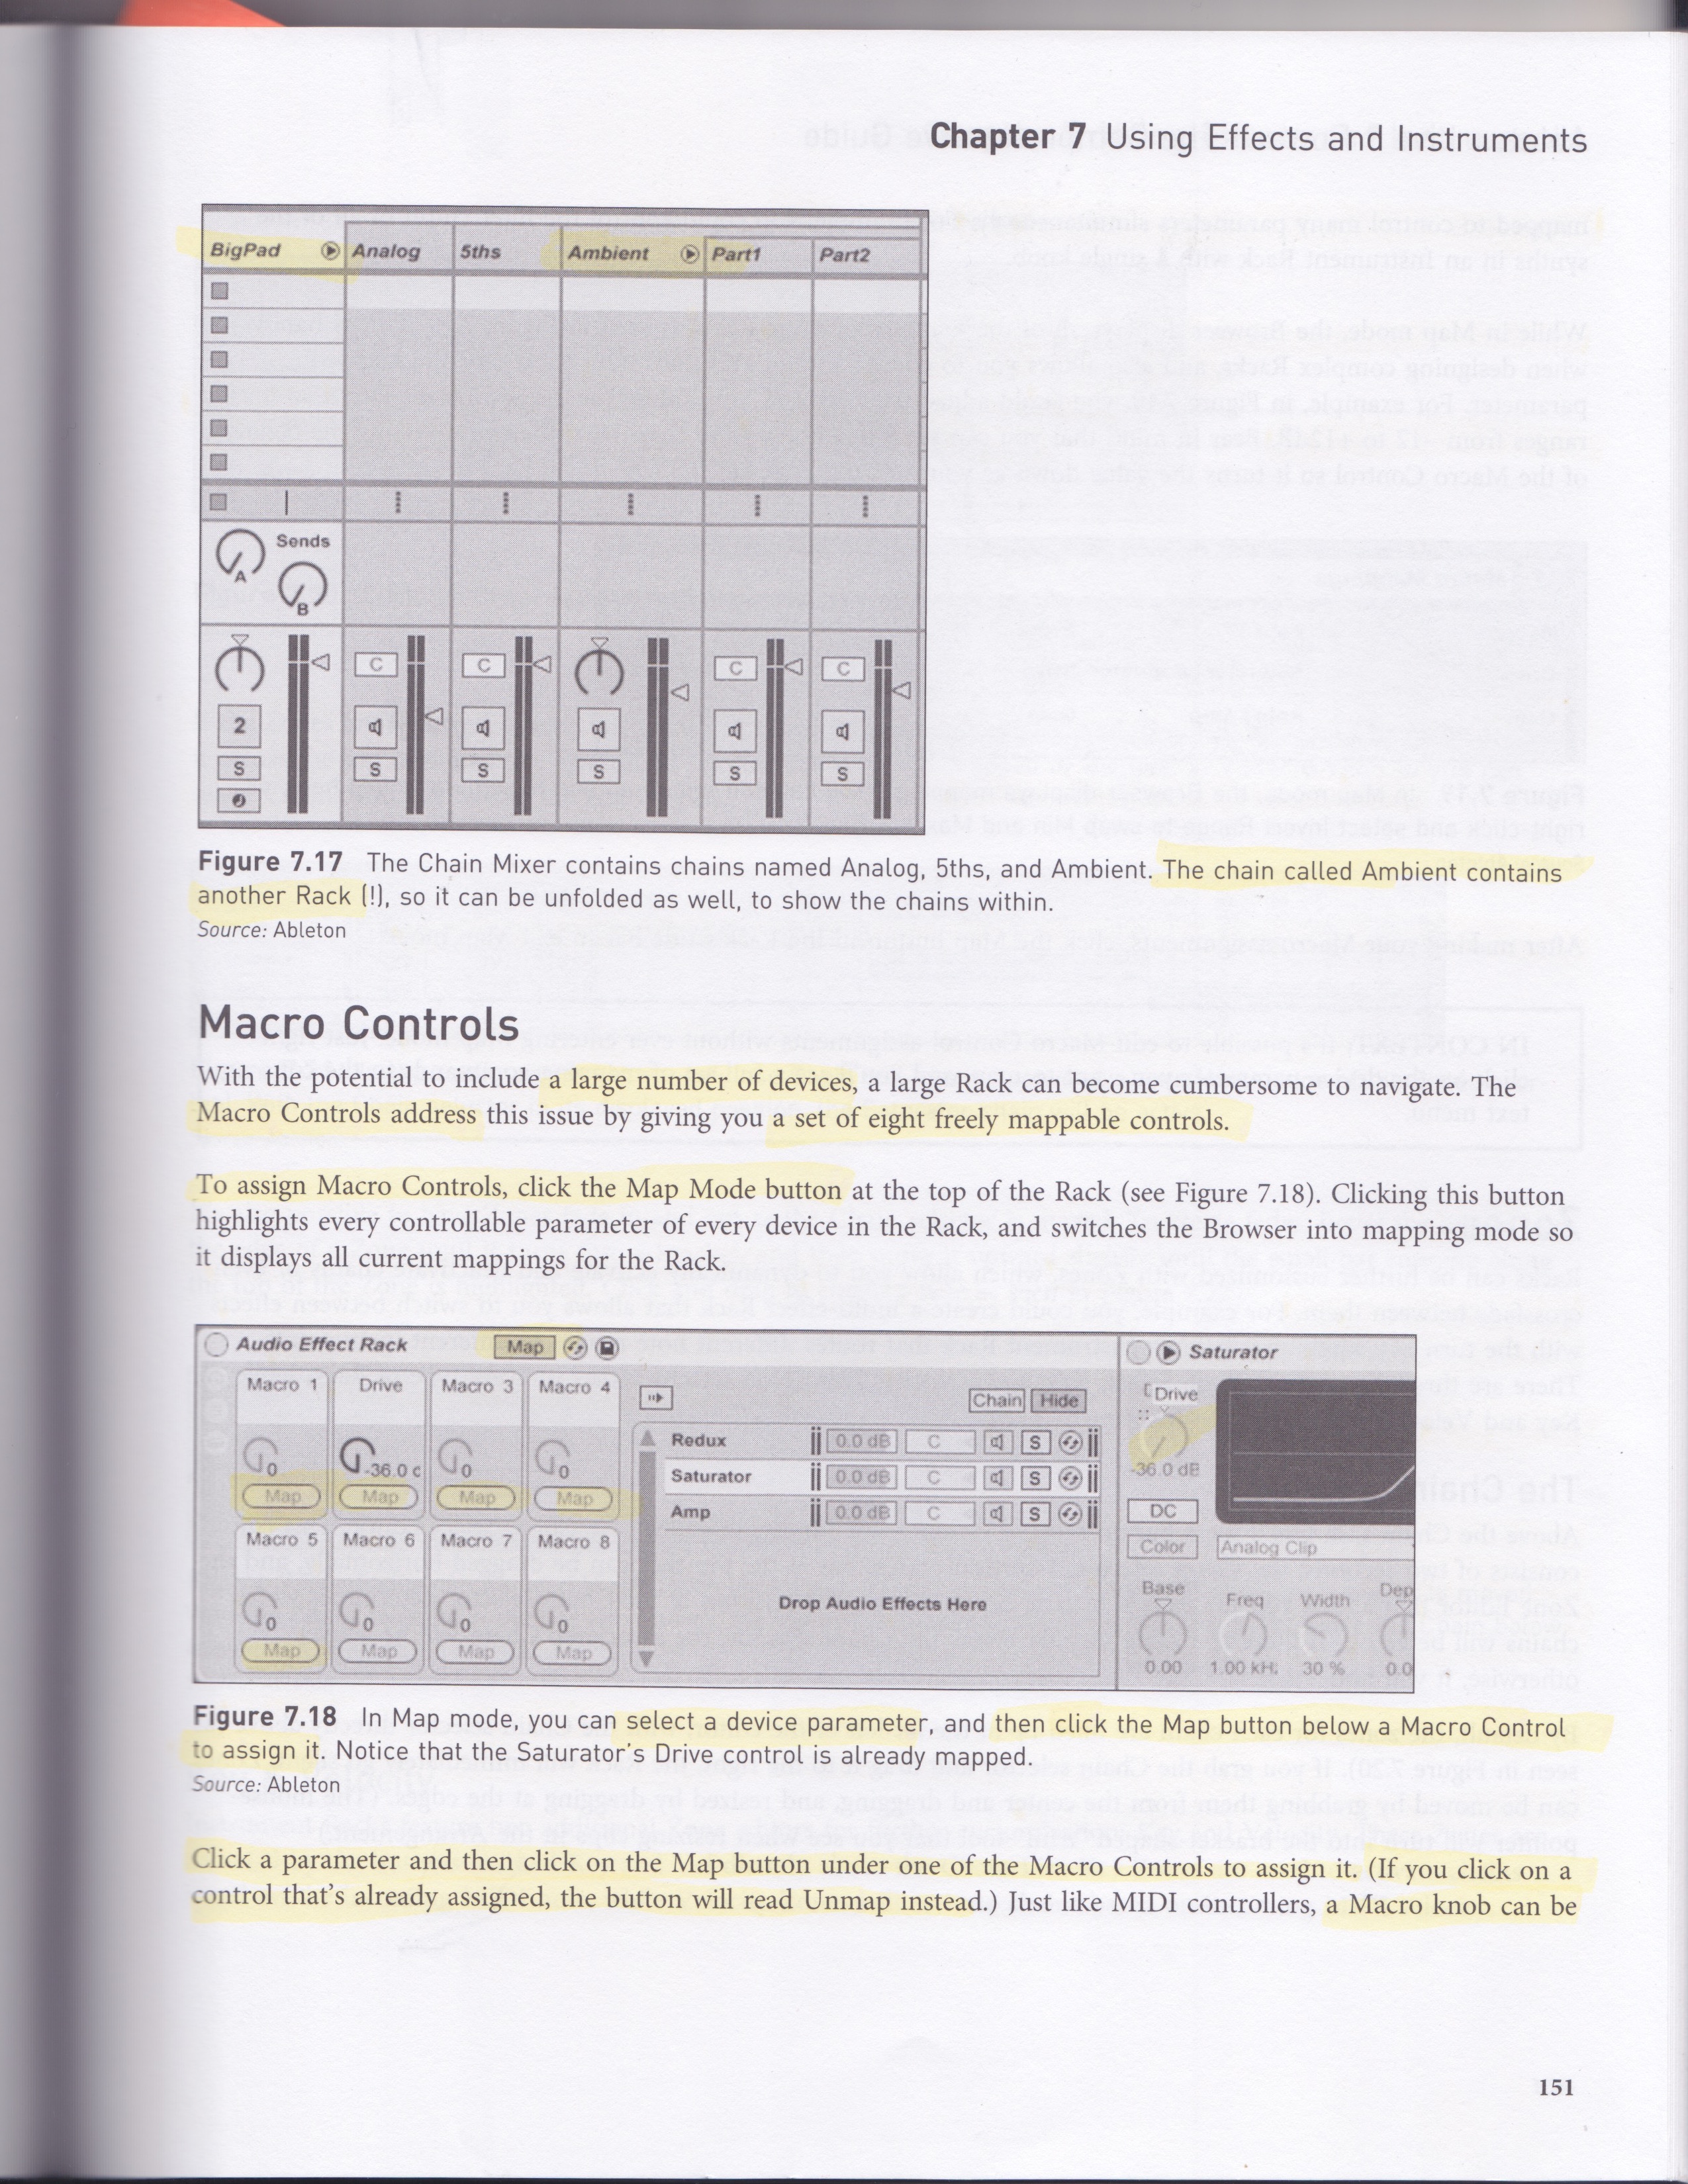 Chapter 7 Using Effects and Instruments
BigPad Analog 5ths Ambient Part1 Part2
Sends
A
B
C C C C
2
S S S S S S
Figure 7.17 The Chain Mixer contains chains named Analog, 5ths, and Ambient. The chain called Ambient contains
another Rack (!), so it can be unfolded as well, to show the chains within.
Source: Ableton
Macro Controls
With the potential to include a large number of devices, a large Rack can become cumbersome to navigate. The
Macro Controls address this issue by giving you a set of eight freely mappable controls.
To assign Macro Controls, click the Map Mode button at the top of the Rack (see Figure 7.18). Clicking this button
highlights every controllable parameter of every device in the Rack, and switches the Browser into mapping mode so
it displays all current mappings for the Rack.
Audio Effect Rack Map Saturator
Macro 1 Drive Macro 3 Macro 4 Chain Hide Drive
Redux 0.0 dB C S
0 -36.0 0 0 Saturator 0.0 dB C S -36.0 dB
Map Map Map Map Amp 0.0 dB C S DC
Macro 5 Macro 6 Macro 7 Macro 8 Color Analog Clip
Drop Audio Effects Here Base Freq Width Dep
0 0 0 0
Map Map Map Map 0.00 1.00 kH 30 % 0.0
Figure 7.18 In Map mode, you can select a device parameter, and then click the Map button below a Macro Control
to assign it. Notice that the Saturator's Drive control is already mapped.
Source: Ableton
Click a parameter and then click on the Map button under one of the Macro Controls to assign it. (If you click on a
control that's already assigned, the button will read Unmap instead.) Just like MIDI controllers, a Macro knob can be
151